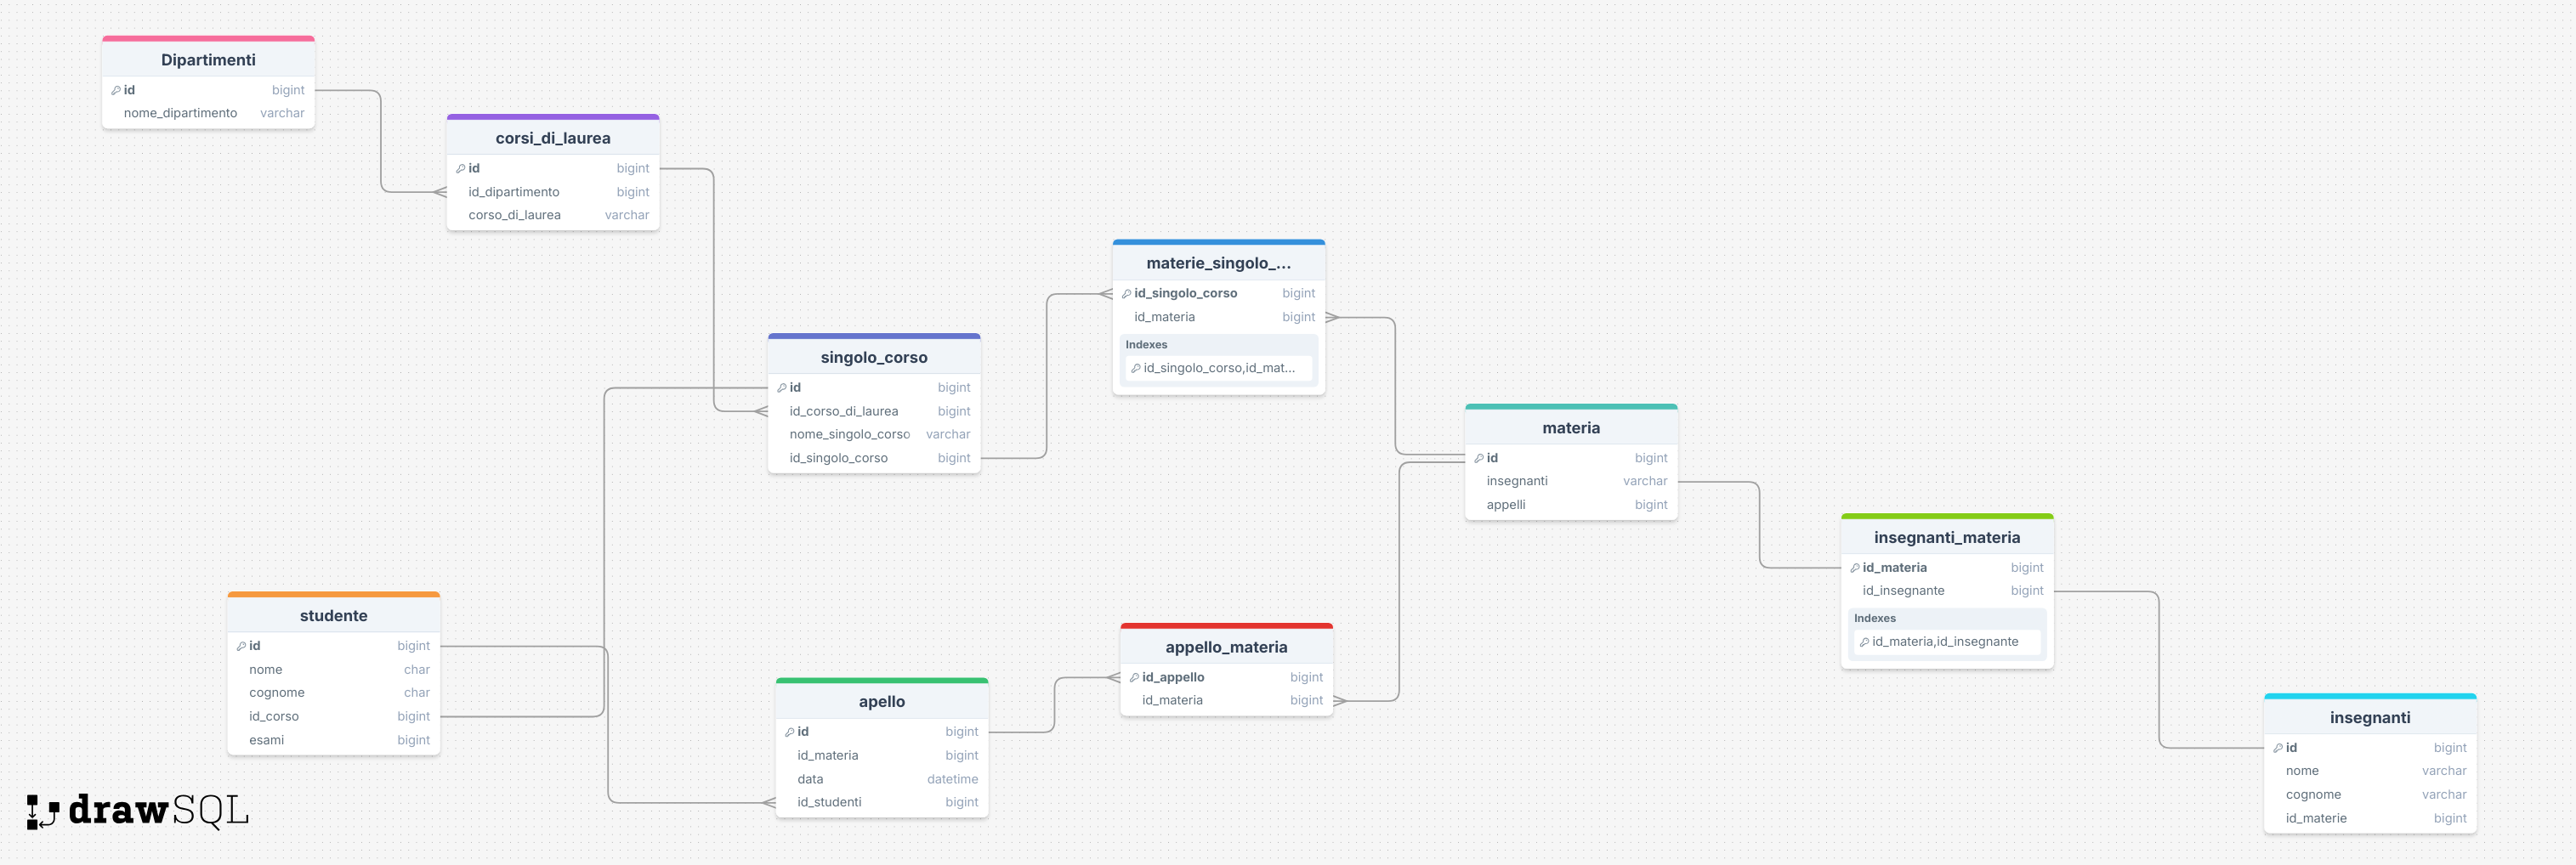 Dipartimenti
id bigint
nome_dipartimento varchar
corsi_di_laurea
id bigint
id_dipartimento bigint
corso_di_laurea varchar
materie_singolo_...
id_singolo_corso bigint
id_materia bigint
Indexes
id_singolo_corso,id_mat...
singolo_corso
id bigint
id_corso_di_laurea bigint
nome_singolo_corso varchar
id_singolo_corso bigint
materia
id bigint
insegnanti varchar
appelli bigint
insegnanti_materia
id_materia bigint
id_insegnante bigint
Indexes
id_materia,id_insegnante
studente
id bigint
nome char
cognome char
id_corso bigint
esami bigint
appello_materia
id_appello bigint
id_materia bigint
apello
id bigint
id_materia bigint
data datetime
id_studenti bigint
insegnanti
id bigint
nome varchar
cognome varchar
id_materie bigint
drawSQL